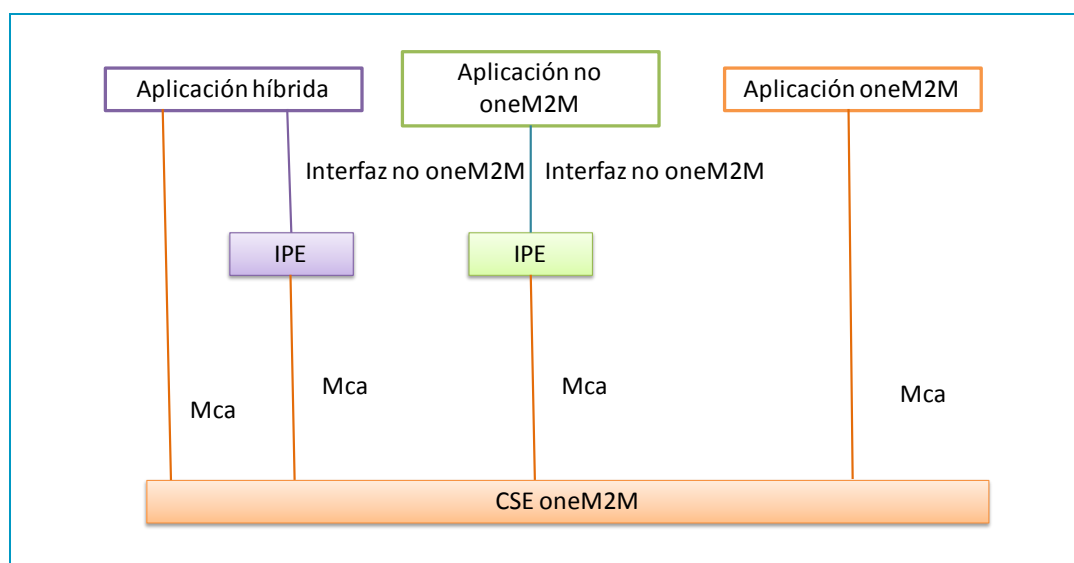 Aplicación híbrida
Aplicación no
oneM2M
Aplicación oneM2M
Interfaz no oneM2M
Interfaz no oneM2M
IPE
IPE
Mca
Mca
Mca
Mca
CSE oneM2M